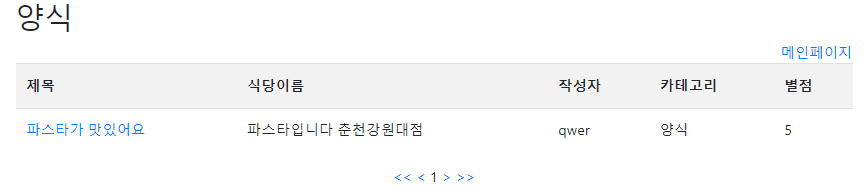 양식
메인페이지
제목 식당이름 작성자 카테고리 별점
파스타가 맛있어요 파스타입니다 춘천강원대점 qwer 양식 5
<< < 1 > >>